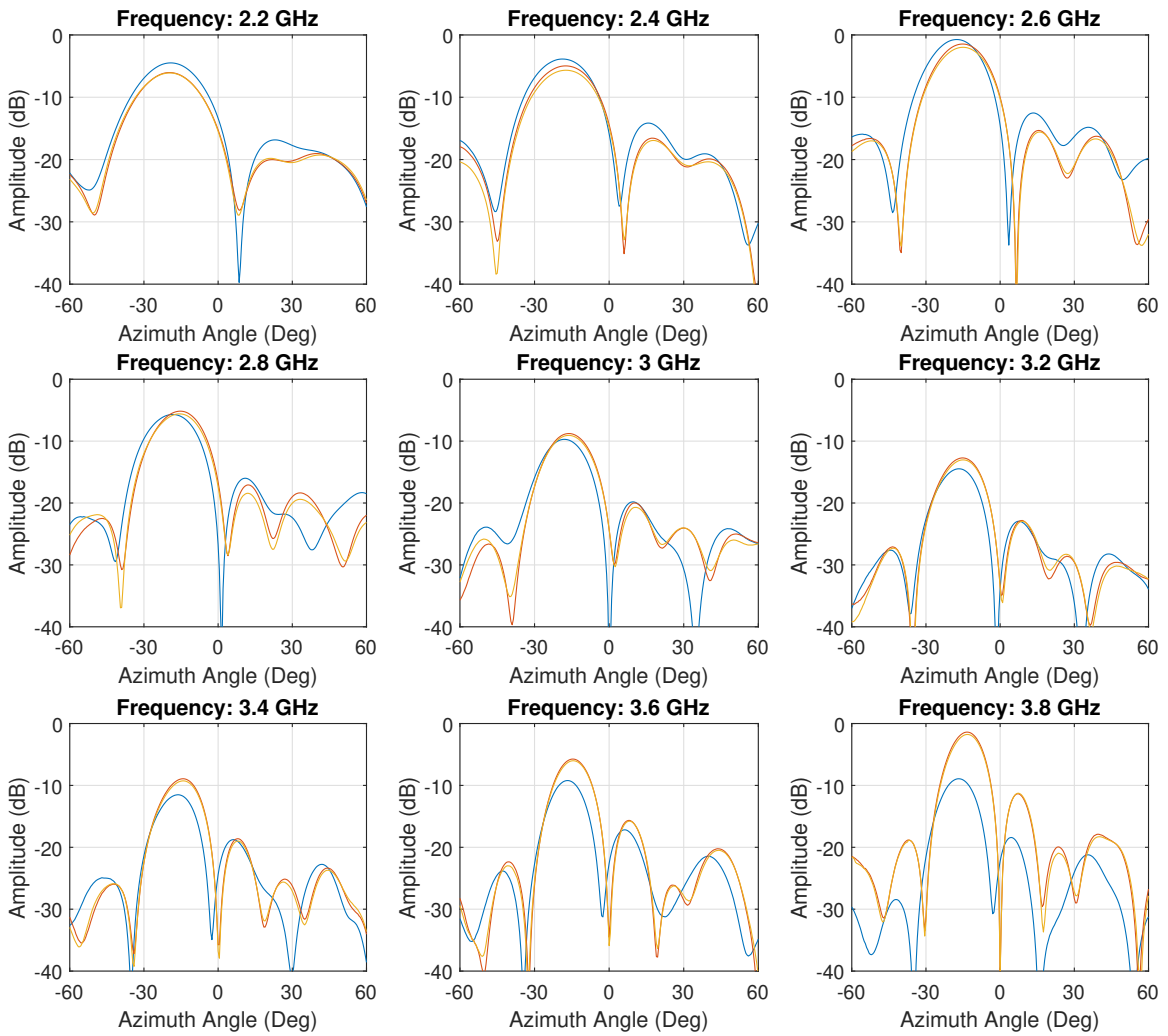 Frequency: 2.2 GHz
0
-10
-20
-30
-40
Amplitude (dB)
-60 -30 0 30 60
Azimuth Angle (Deg)
Frequency: 2.4 GHz
0
-10
-20
-30
-40
Amplitude (dB)
-60 -30 0 30 60
Azimuth Angle (Deg)
Frequency: 2.6 GHz
0
-10
-20
-30
-40
Amplitude (dB)
-60 -30 0 30 60
Azimuth Angle (Deg)
Frequency: 2.8 GHz
0
-10
-20
-30
-40
Amplitude (dB)
-60 -30 0 30 60
Azimuth Angle (Deg)
Frequency: 3 GHz
0
-10
-20
-30
-40
Amplitude (dB)
-60 -30 0 30 60
Azimuth Angle (Deg)
Frequency: 3.2 GHz
0
-10
-20
-30
-40
Amplitude (dB)
-60 -30 0 30 60
Azimuth Angle (Deg)
Frequency: 3.4 GHz
0
-10
-20
-30
-40
Amplitude (dB)
-60 -30 0 30 60
Azimuth Angle (Deg)
Frequency: 3.6 GHz
0
-10
-20
-30
-40
Amplitude (dB)
-60 -30 0 30 60
Azimuth Angle (Deg)
Frequency: 3.8 GHz
0
-10
-20
-30
-40
Amplitude (dB)
-60 -30 0 30 60
Azimuth Angle (Deg)